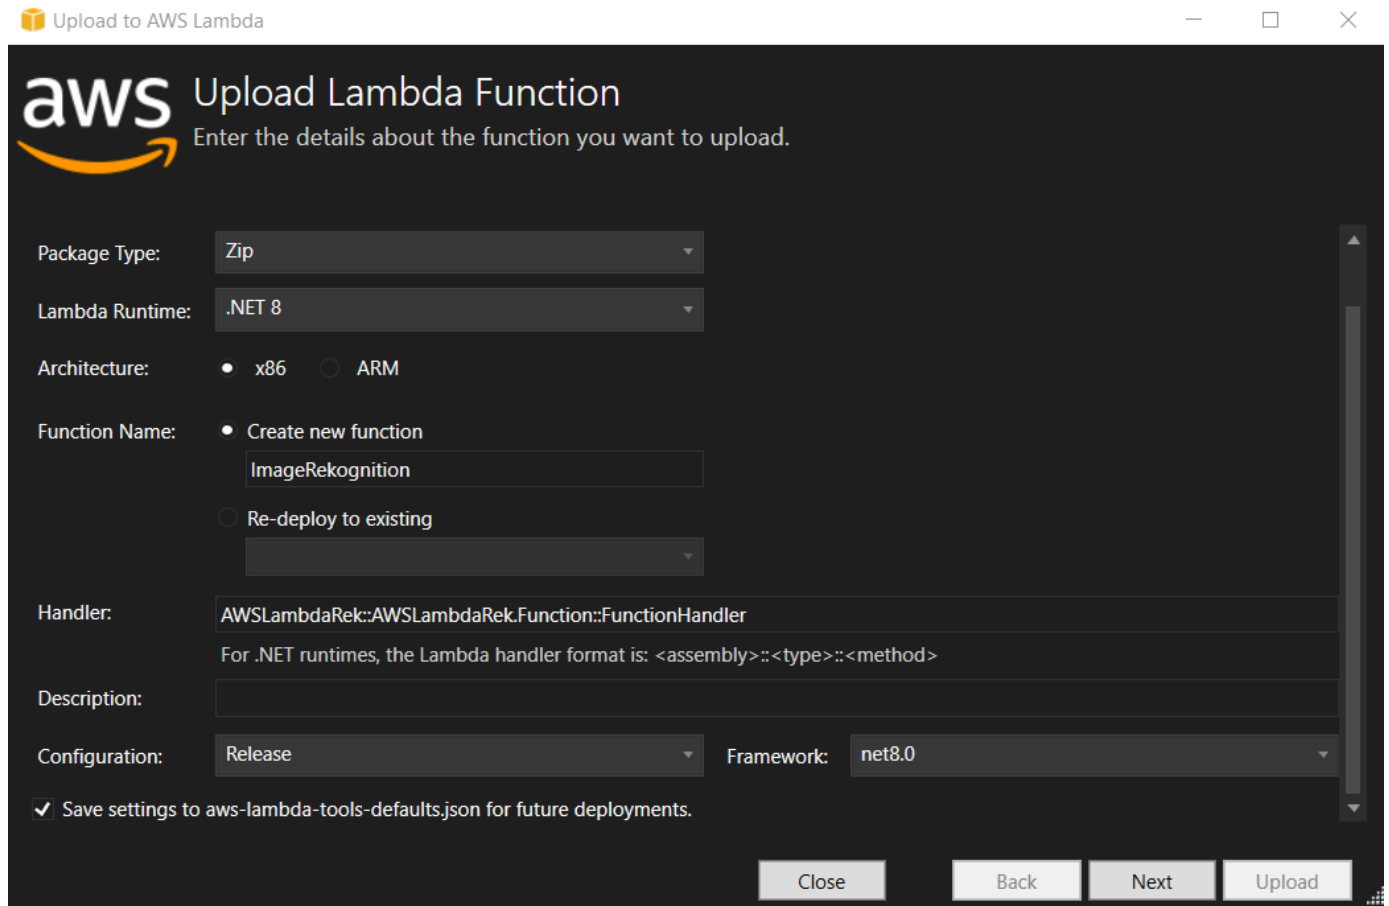 Upload to AWS Lambda
aws
Upload Lambda Function
Enter the details about the function you want to upload.
Package Type: Zip
Lambda Runtime: .NET 8
Architecture: x86 ARM
Function Name: Create new function
ImageRekognition
Re-deploy to existing
Handler: AWSLambdaRek::AWSLambdaRek.Function::FunctionHandler
For .NET runtimes, the Lambda handler format is: <assembly>::<type>::<method>
Description:
Configuration: Release Framework: net8.0
Save settings to aws-lambda-tools-defaults.json for future deployments.
Close Back Next Upload